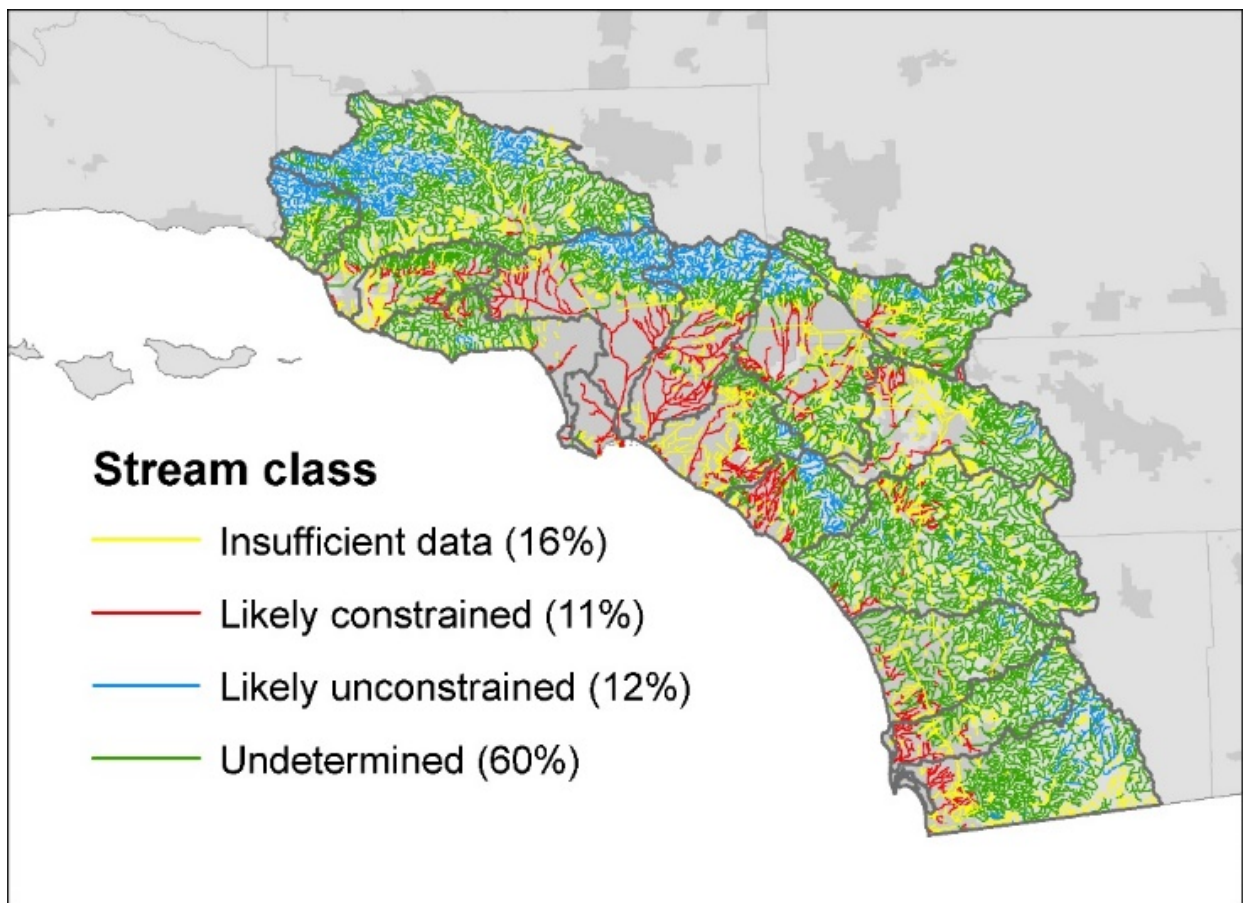 Stream class
Insufficient data (16%)
Likely constrained (11%)
Likely unconstrained (12%)
Undetermined (60%)